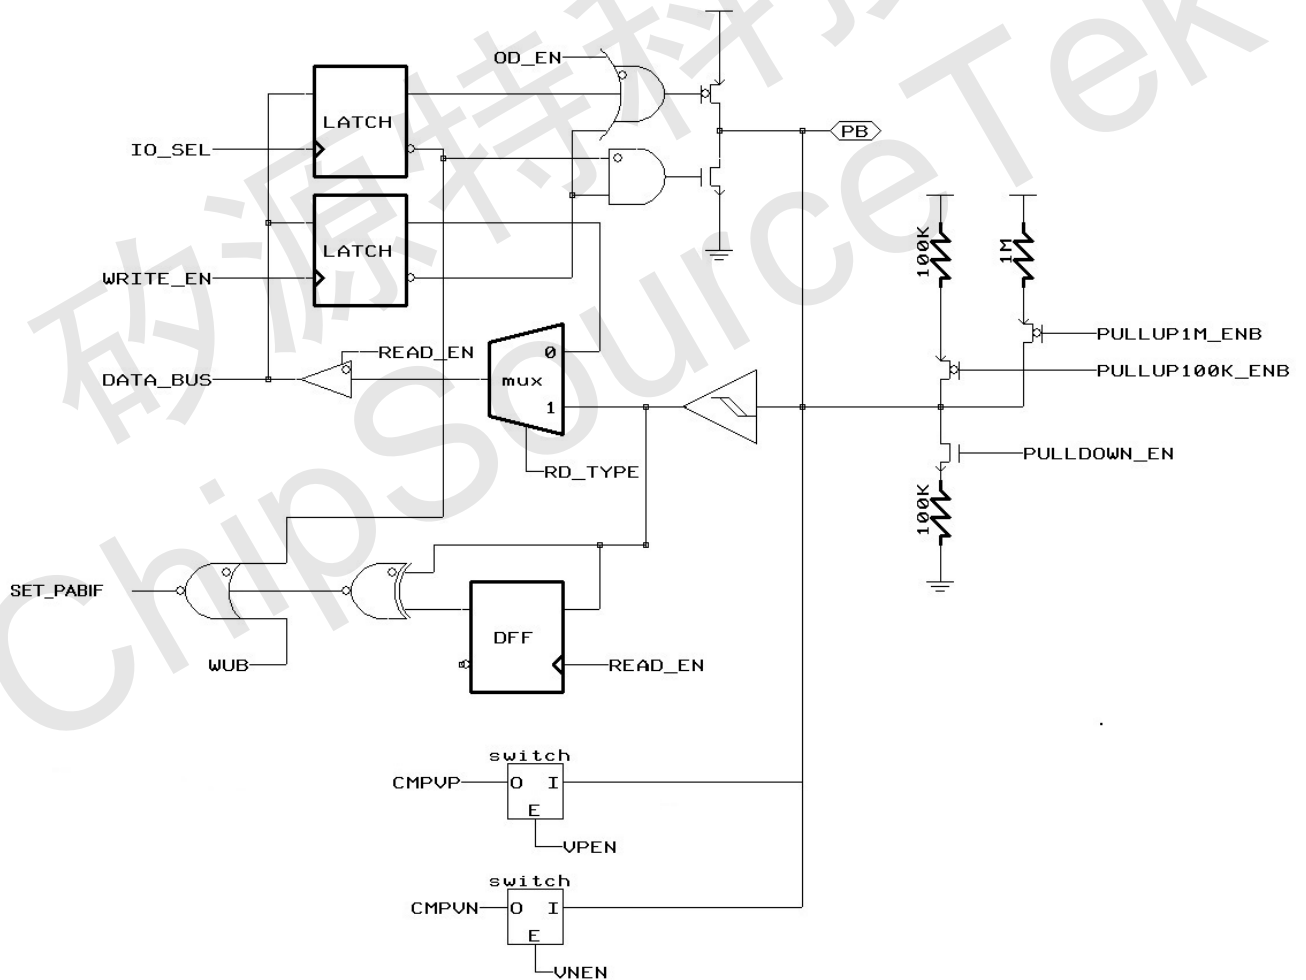 矽源特科技
ChipSourceTek
OD_EN
LATCH
IO_SEL
PB
LATCH
WRITE_EN
100K
1M
READ_EN
0
PULLUP1M_ENB
DATA_BUS
mux
PULLUP100K_ENB
1
RD_TYPE
PULLDOWN_EN
100K
SET_PABIF
DFF
WUB
READ_EN
switch
CMPVP
O I
E
VPEN
switch
CMPVN
O I
E
VNEN